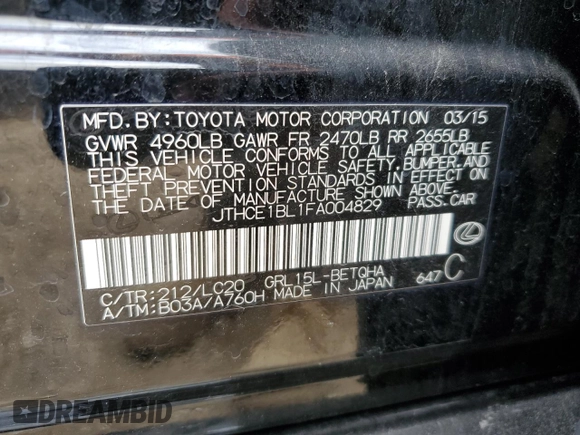 MFD.BY:TOYOTA MOTOR CORPORATION 03/15
GVWR 4960LB GAWR FR 2470LB RR 2655LB
THIS VEHICLE CONFORMS TO ALL APPLICABLE
FEDERAL MOTOR VEHICLE SAFETY,BUMPER,AND
THEFT PREVENTION STANDARDS IN EFFECT ON
THE DATE OF MANUFACTURE SHOWN ABOVE.
JTHCE1BL1FA004829 PASS.CAR
C/TR:212/LC20 GRL15L-BETQHA
A/TM:B03A/A760H MADE IN JAPAN 647 C
DREAMBID